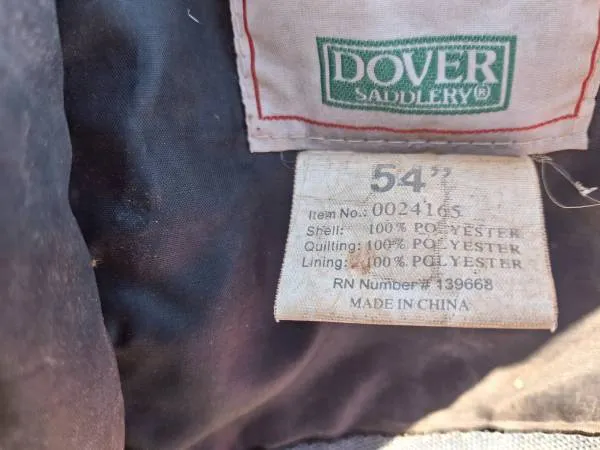 DOVER
SADDLERY®
54"
Item No.: 0024165
Shell: 100% POLYESTER
Quilting: 100% POLYESTER
Lining: 100% POLYESTER
RN Number# 139668
MADE IN CHINA